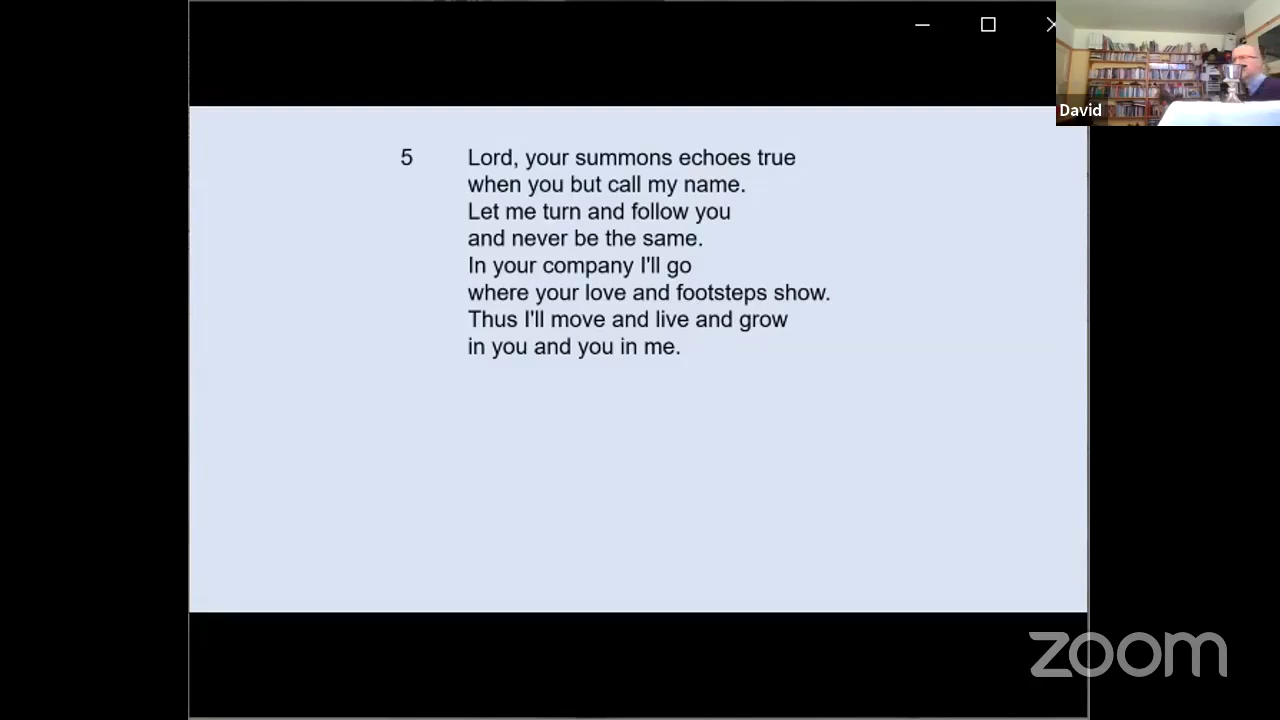 David
5 Lord, your summons echoes true
when you but call my name.
Let me turn and follow you
and never be the same.
In your company I'll go
where your love and footsteps show.
Thus I'll move and live and grow
in you and you in me.
zoom